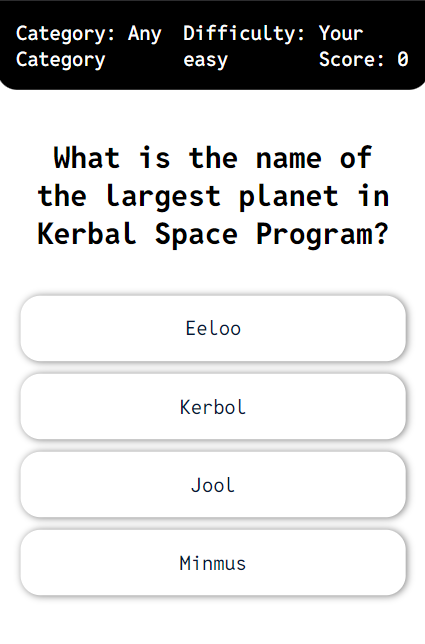 Category: Any Category
Difficulty: easy
Your Score: 0
What is the name of
the largest planet in
Kerbal Space Program?
Eeloo
Kerbol
Jool
Minmus